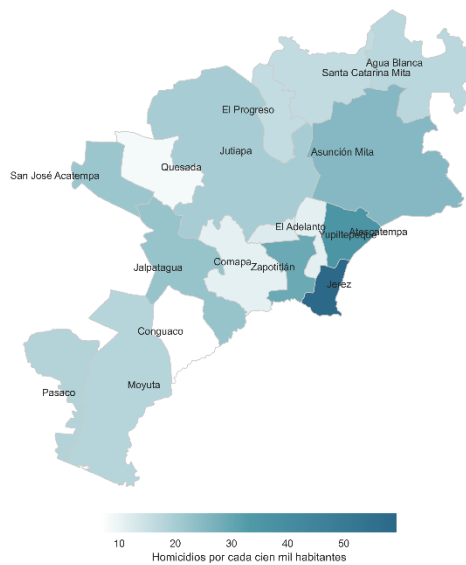 Agua Blanca
Santa Catarina Mita
El Progreso
Jutiapa
Asunción Mita
Quesada
San José Acatempa
El Adelanto
Atescatempa
Yupiltepeque
Jalpatagua
Comapa
Zapotitlán
Jerez
Conguaco
Moyuta
Pasaco
10 20 30 40 50
Homicidios por cada cien mil habitantes